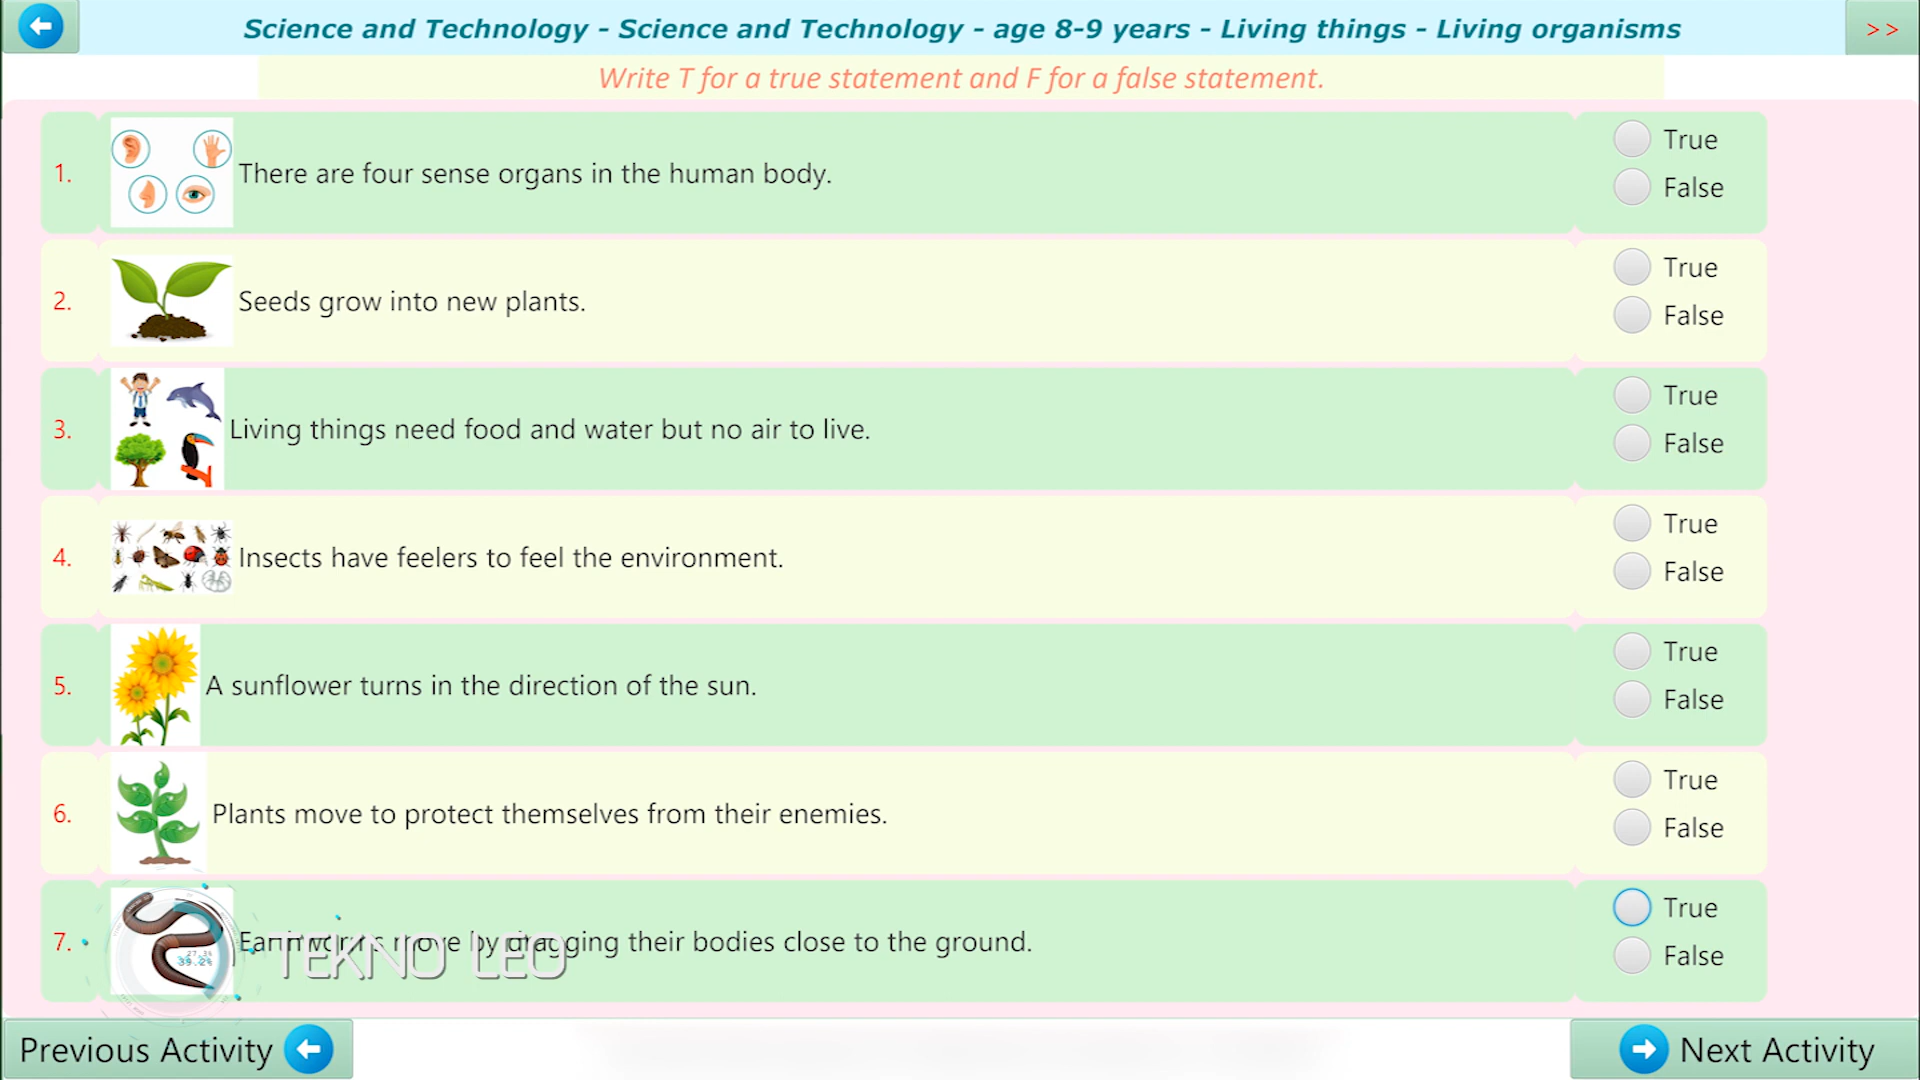 Science and Technology - Science and Technology - age 8-9 years - Living things - Living organisms
>>
Write T for a true statement and F for a false statement.
1. There are four sense organs in the human body.
True
False
2. Seeds grow into new plants.
True
False
3. Living things need food and water but no air to live.
True
False
4. Insects have feelers to feel the environment.
True
False
5. A sunflower turns in the direction of the sun.
True
False
6. Plants move to protect themselves from their enemies.
True
False
7. Earthworms move by dragging their bodies close to the ground.
True
False
TEKNO LEO
Previous Activity
Next Activity